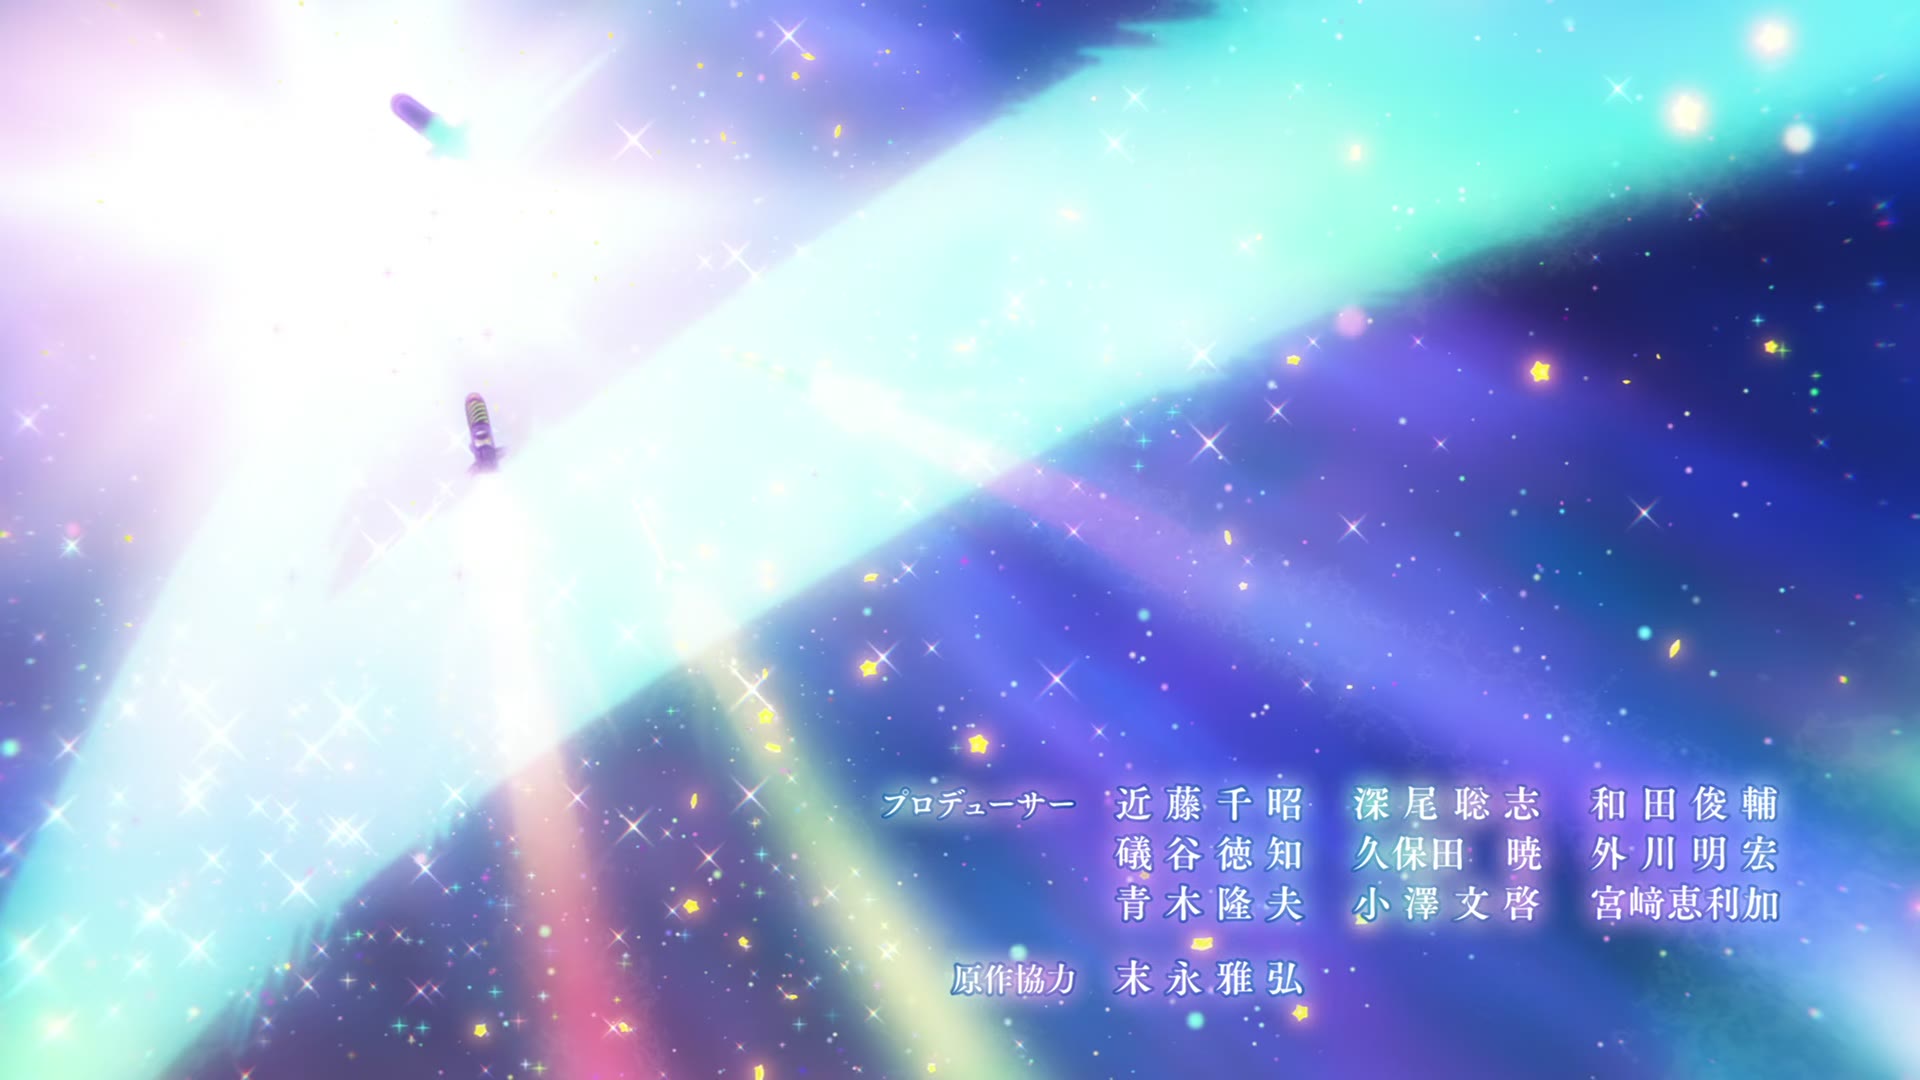 プロデューサー 近藤千昭 深尾聡志 和田俊輔
礒谷徳知 久保田 暁 外川明宏
青木隆夫 小澤文啓 宮﨑恵利加
原作協力 末永雅弘